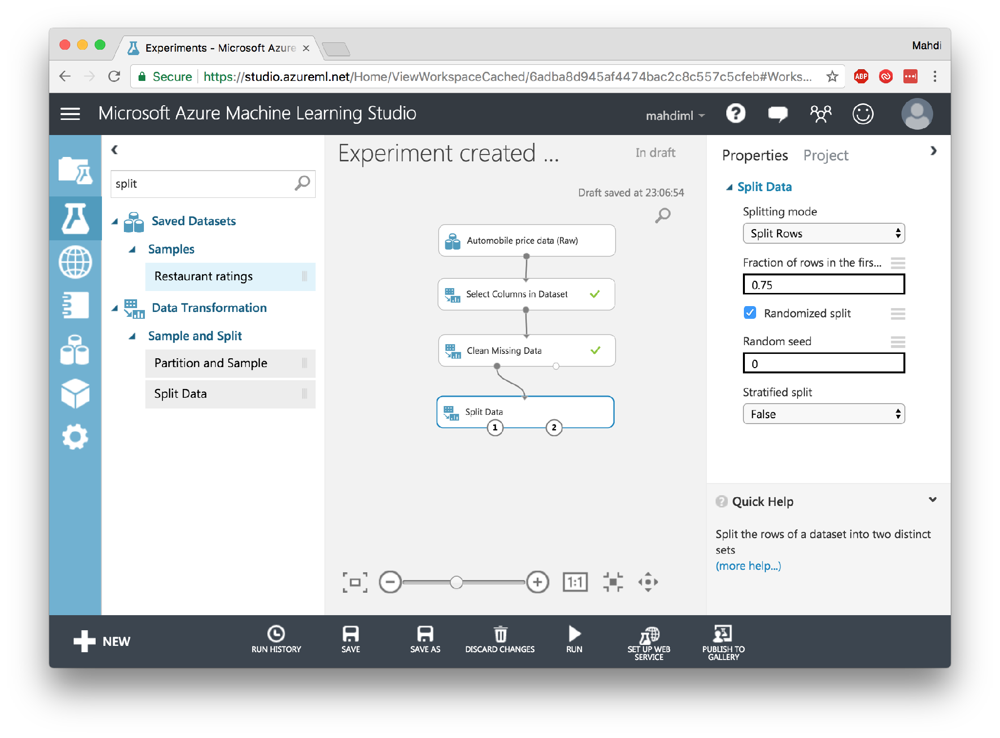 Experiments - Microsoft Azure
Mahdi
Secure https://studio.azureml.net/Home/ViewWorkspaceCached/6adba8d945af4474bac2c8c557c5cfeb#Works...
ABP
Microsoft Azure Machine Learning Studio
mahdiml
split
Saved Datasets
Samples
Restaurant ratings
Data Transformation
Sample and Split
Partition and Sample
Split Data
Experiment created ...
In draft
Draft saved at 23:06:54
Automobile price data (Raw)
Select Columns in Dataset
Clean Missing Data
Split Data
1 2
1:1
Properties Project
Split Data
Splitting mode
Split Rows
Fraction of rows in the firs...
0.75
Randomized split
Random seed
0
Stratified split
False
? Quick Help
Split the rows of a dataset into two distinct
sets
(more help...)
NEW
RUN HISTORY
SAVE
SAVE AS
DISCARD CHANGES
RUN
SET UP WEB
SERVICE
PUBLISH TO
GALLERY